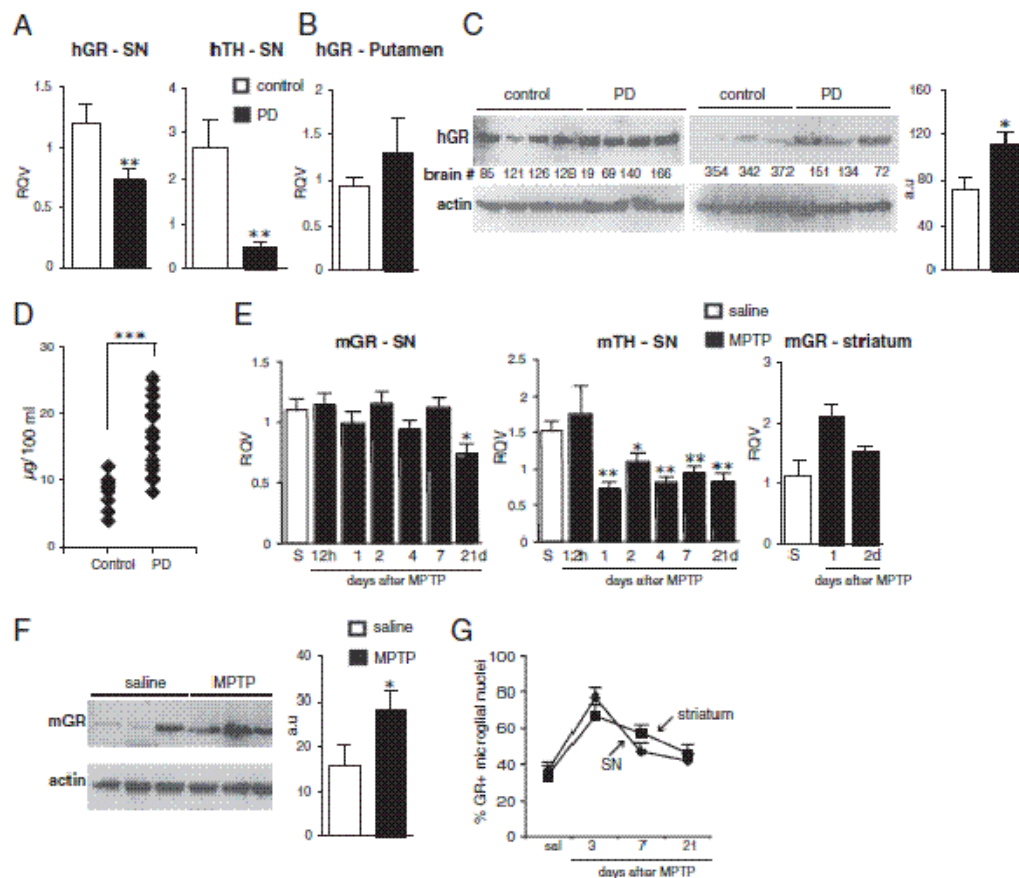 A
hGR - SN
hTH - SN
control
PD
RQV
1.5
1
0.5
0
**
4
3
2
1
0
**
B
hGR - Putamen
RQV
2
1.5
1
0.5
0
C
control PD control PD
hGR
brain # 85 121 126 128 19 69 140 166 354 342 372 151 134 72
actin
a.u
160
120
80
40
0
*
D
***
µg/100 ml
30
20
10
0
Control PD
E
saline
MPTP
mGR - SN
RQV
1.5
1
0.5
0
*
S 12h 1 2 4 7 21d
days after MPTP
mTH - SN
RQV
2.5
2
1.5
1
0.5
0
** * ** ** **
S 12h 1 2 4 7 21d
days after MPTP
mGR - striatum
RQV
3
2
1
0
S 1 2d
days after MPTP
F
saline
MPTP
saline MPTP
mGR
actin
a.u
40
30
20
10
0
*
G
% GR+ microglial nuclei
100
80
60
40
20
0
striatum
SN
sal 3 7 21
days after MPTP